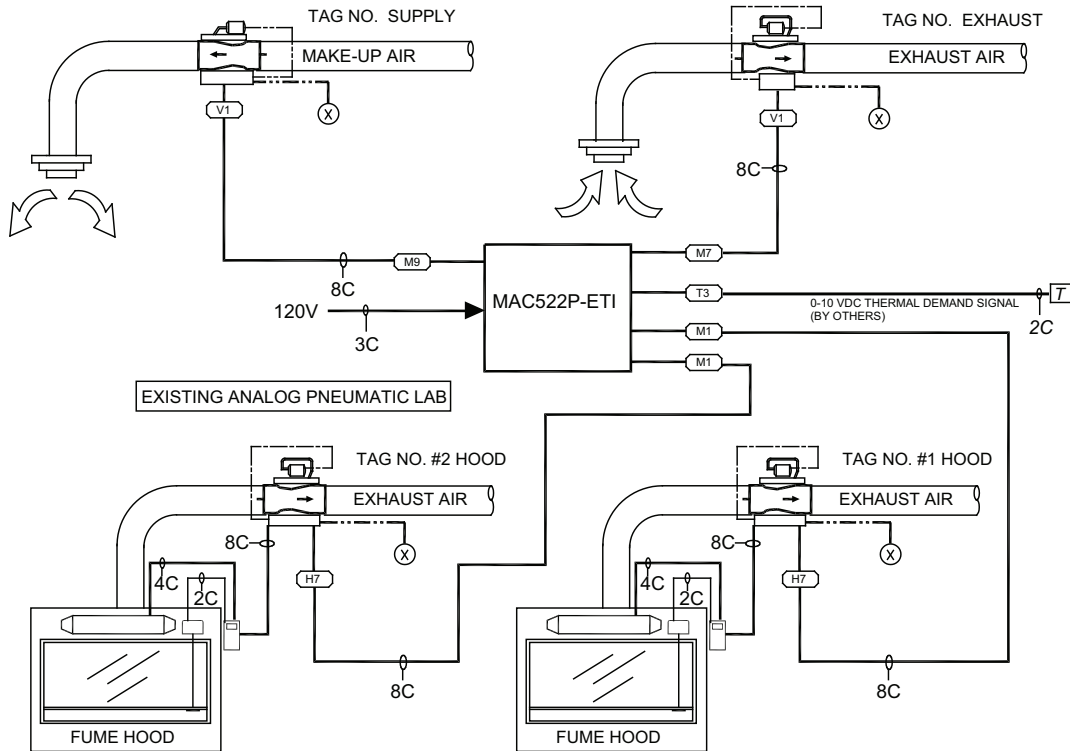 TAG NO. SUPPLY
MAKE-UP AIR
V1
X
TAG NO. EXHAUST
EXHAUST AIR
V1
X
8C
8C
M9
MAC522P-ETI
M7
T3
M1
M1
0-10 VDC THERMAL DEMAND SIGNAL
(BY OTHERS)
T
2C
120V
3C
EXISTING ANALOG PNEUMATIC LAB
TAG NO. #2 HOOD
EXHAUST AIR
8C
X
4C
2C
H7
8C
FUME HOOD
TAG NO. #1 HOOD
EXHAUST AIR
8C
X
4C
2C
H7
8C
FUME HOOD